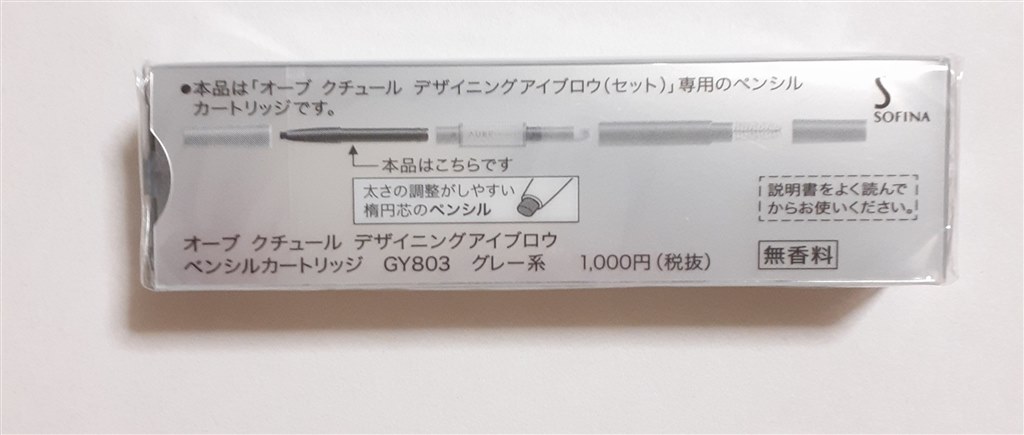 ●本品は「オーブ クチュール デザイニングアイブロウ(セット)」専用のペンシル
カートリッジです。
SOFINA
AUBE
本品はこちらです
太さの調整がしやすい
楕円芯のペンシル
説明書をよく読んで
からお使いください。
オーブ クチュール デザイニングアイブロウ
ペンシルカートリッジ GY803 グレー系 1,000円(税抜)
無香料